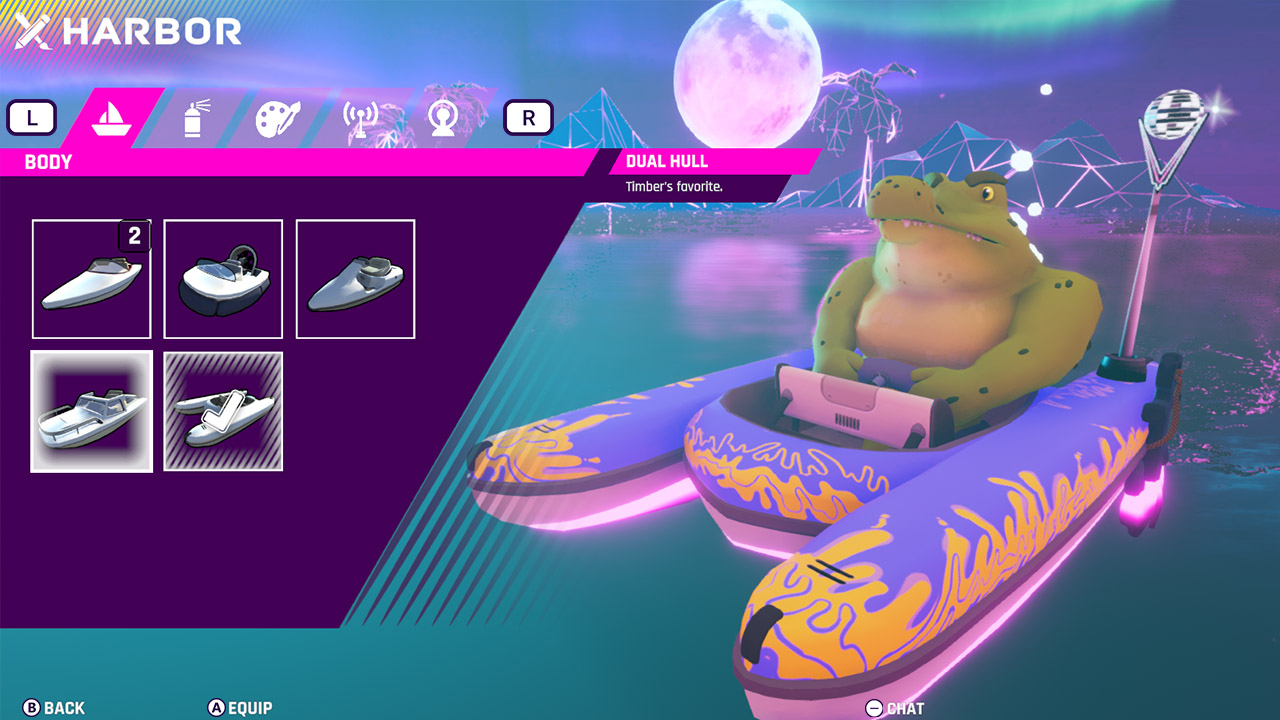 HARBOR
L
R
BODY
DUAL HULL
Timber's favorite.
2
B BACK
A EQUIP
CHAT